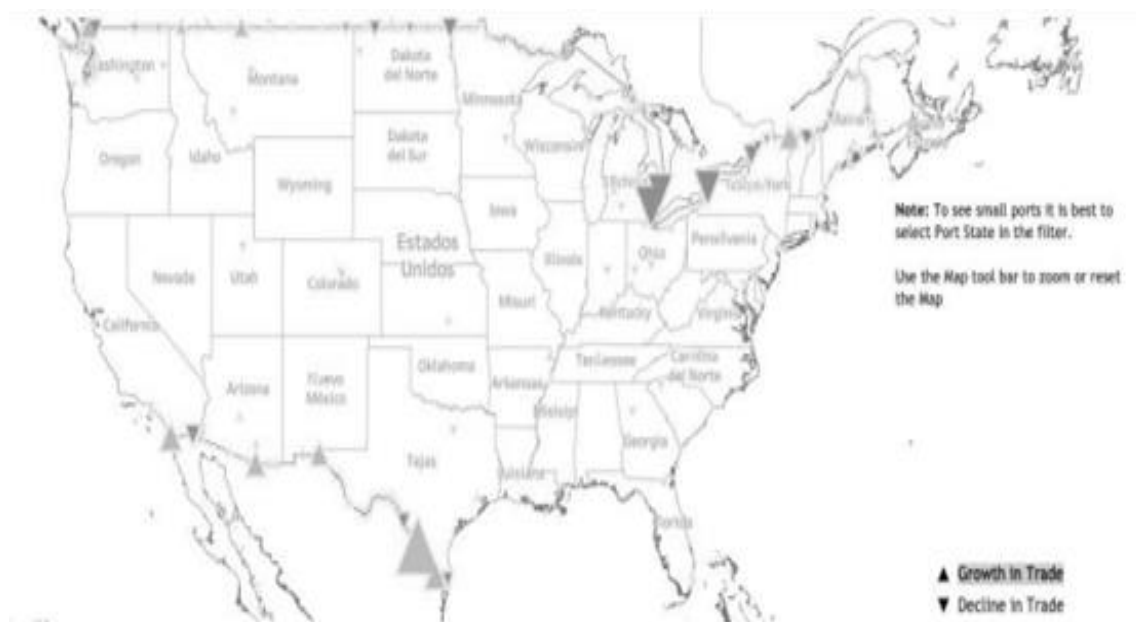 Washington
Montana
Dakota
del Norte
Minnesota
Oregon
Idaho
Dakota
del Sur
Wisconsin
Wyoming
Iowa
Nevada
Utah
Colorado
Estados
Unidos
Illinois
Ohio
Pensilvania
Misuri
Kentucky
Virginia
California
Arizona
Nuevo
México
Oklahoma
Arkansas
Tennessee
Carolina
del Norte
Misisipi
Georgia
Tejas
Luisiana
Florida
Note: To see small ports it is best to
select Port State in the filter.
Use the Map tool bar to zoom or reset
the Map
▲ Growth in Trade
▼ Decline in Trade